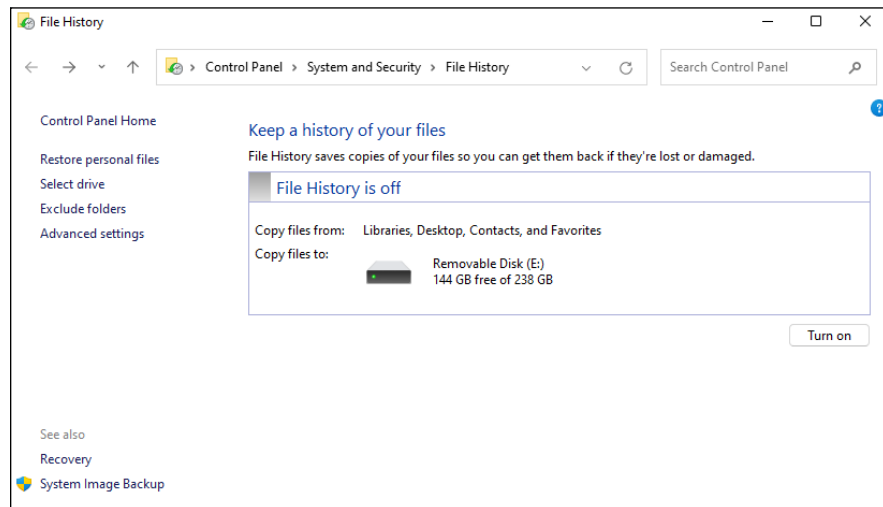 File History
Control Panel > System and Security > File History
Search Control Panel
?
Control Panel Home
Restore personal files
Select drive
Exclude folders
Advanced settings
Keep a history of your files
File History saves copies of your files so you can get them back if they're lost or damaged.
File History is off
Copy files from: Libraries, Desktop, Contacts, and Favorites
Copy files to:
Removable Disk (E:)
144 GB free of 238 GB
Turn on
See also
Recovery
System Image Backup